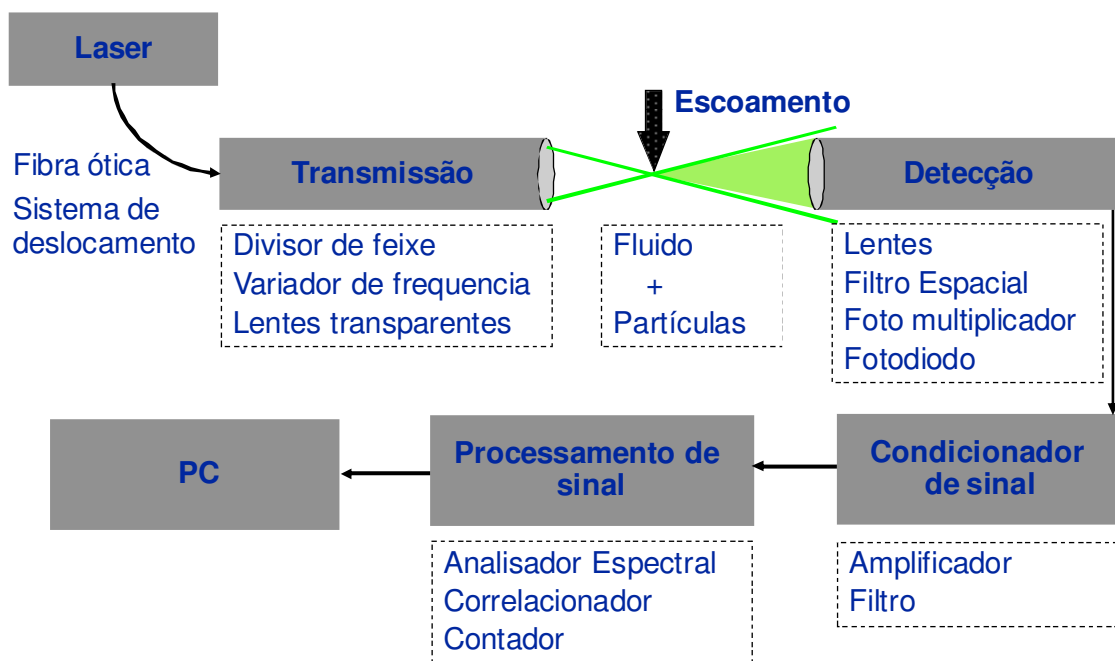 Laser
Escoamento
Fibra ótica
Sistema de
deslocamento
Transmissão
Detecção
Divisor de feixe
Variador de frequencia
Lentes transparentes
Fluido
+
Partículas
Lentes
Filtro Espacial
Foto multiplicador
Fotodiodo
PC
Processamento de
sinal
Condicionador
de sinal
Analisador Espectral
Correlacionador
Contador
Amplificador
Filtro